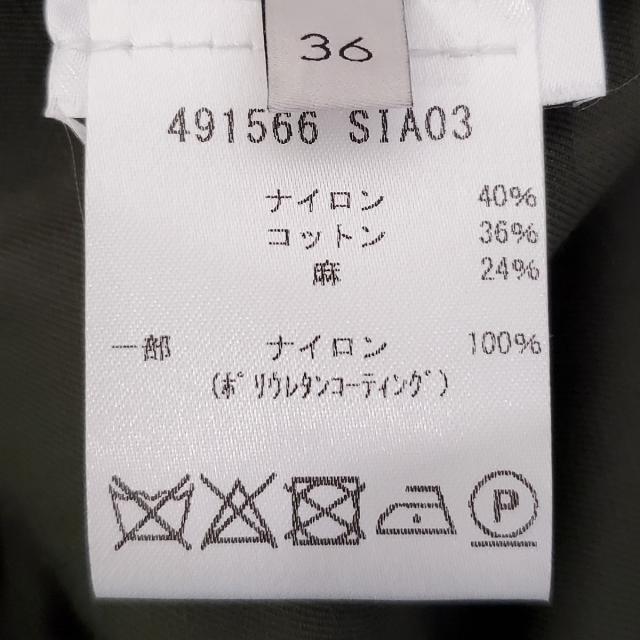 36
491566 SIA03
ナイロン 40%
コットン 36%
麻 24%
一部 ナイロン 100%
(ポリウレタンコーティング)
P